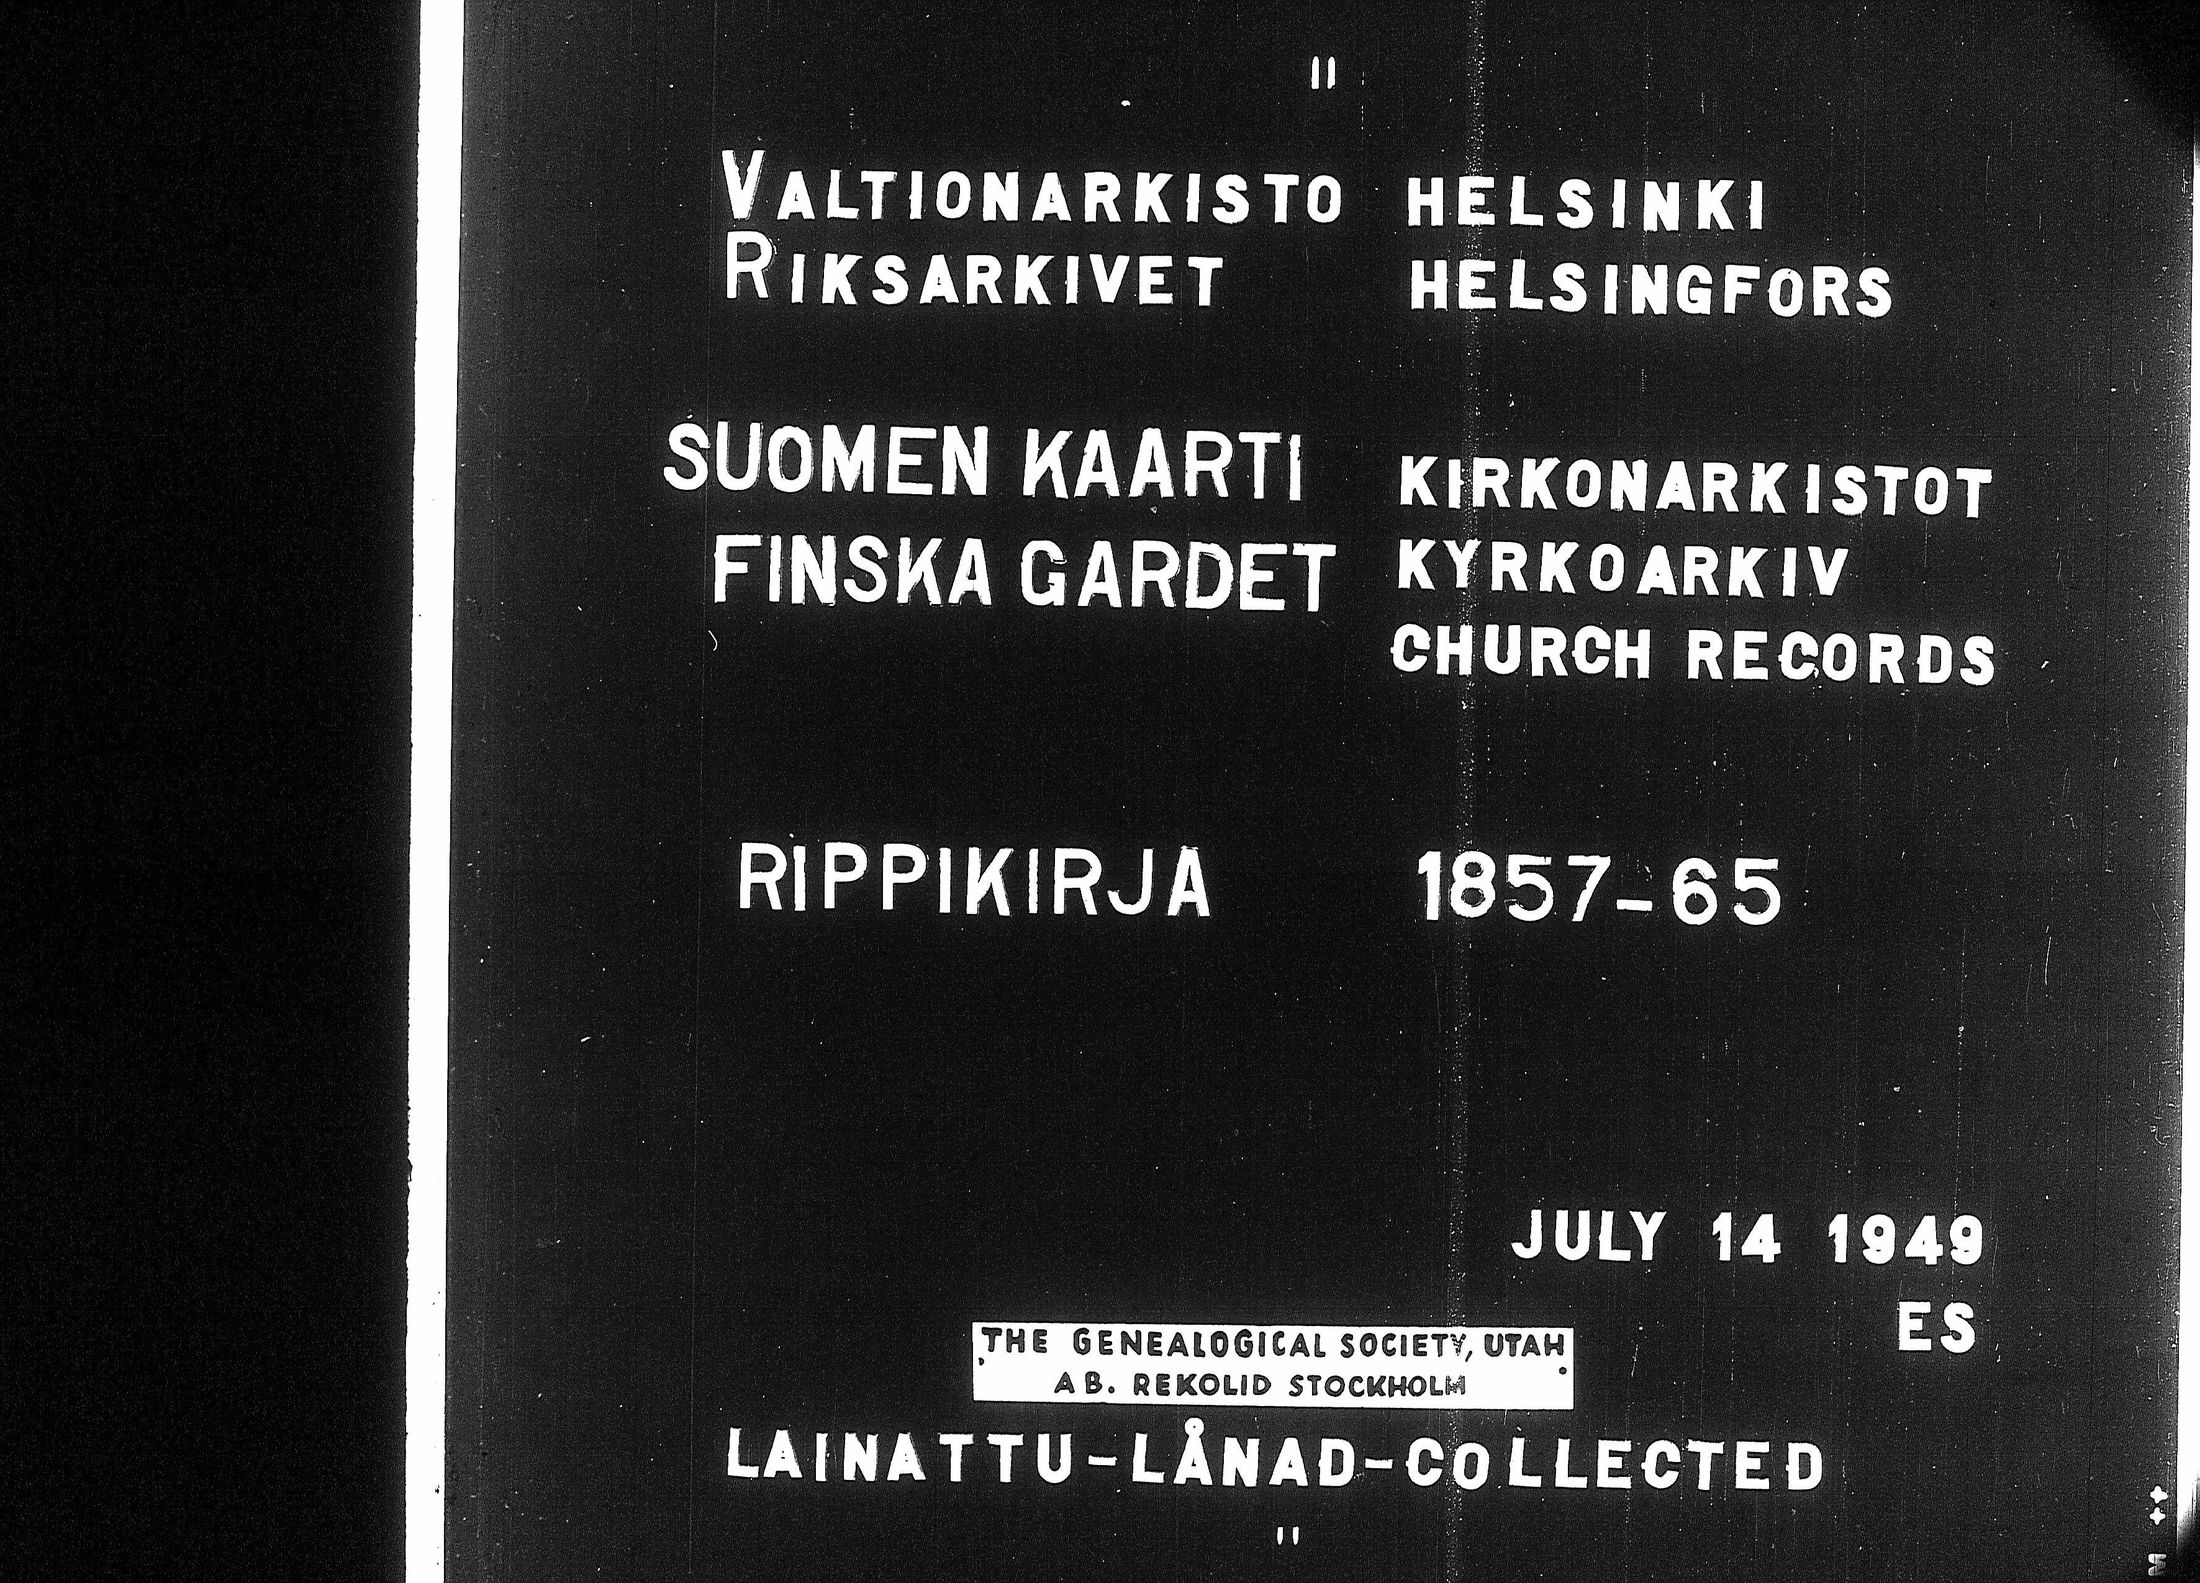 VALTIONARKISTO HELSINKI
RIKSARKIVET HELSINGFORS
SUOMEN KAARTI KIRKONARKISTOT
FINSKA GARDET KYRKOARKIV
CHURCH RECORDS
RIPPIKIRJA 1857-65
JULY 14 1949
ES
THE GENEALOGICAL SOCIETY, UTAH
AB. REKOLID STOCKHOLM
LAINATTU-LÅNAD-COLLECTED